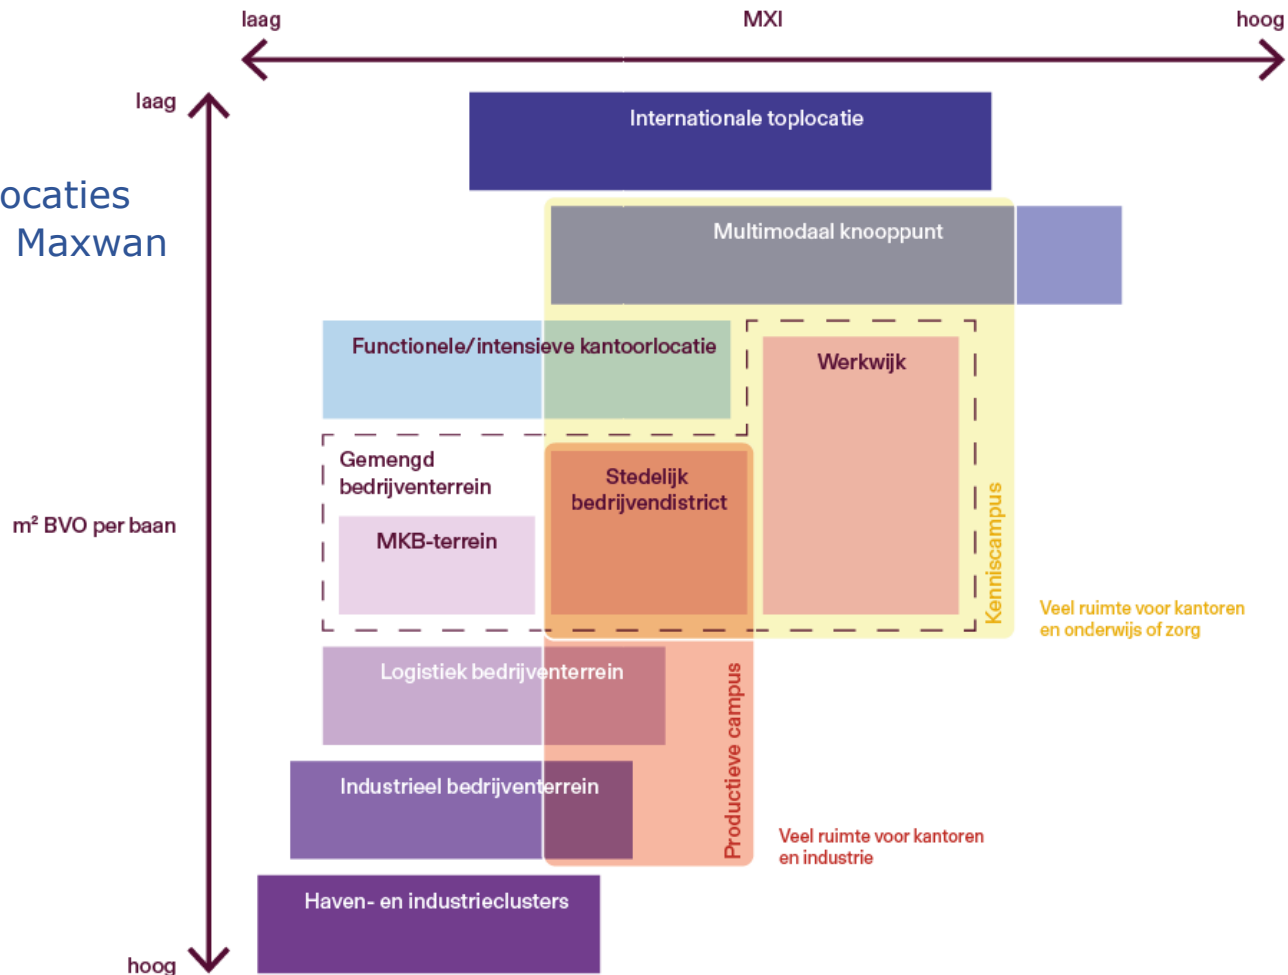 laag
MXI
hoog
laag
Internationale toplocatie
ocaties
Maxwan
Multimodaal knooppunt
Functionele/intensieve kantoorlocatie
Werkwijk
Gemengd
bedrijventerrein
Stedelijk
bedrijvendistrict
m² BVO per baan
MKB-terrein
Kenniscampus
Veel ruimte voor kantoren
en onderwijs of zorg
Logistiek bedrijventerrein
Productieve campus
Industrieel bedrijventerrein
Veel ruimte voor kantoren
en industrie
Haven- en industrieclusters
hoog